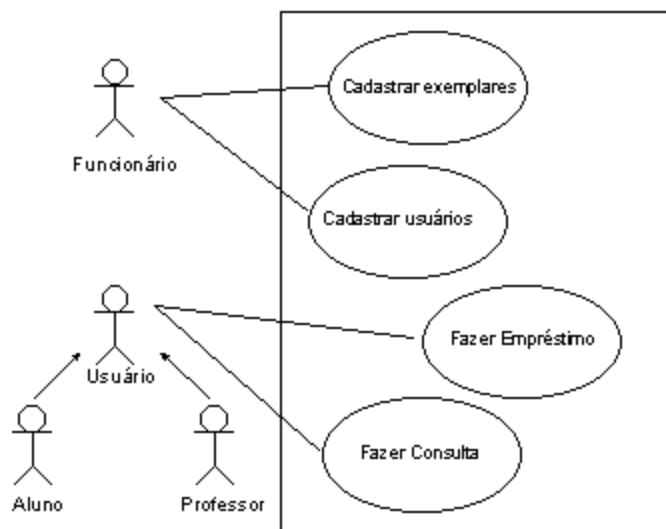 Cadastrar exemplares
Funcionário
Cadastrar usuários
Fazer Empréstimo
Usuário
Fazer Consulta
Aluno
Professor